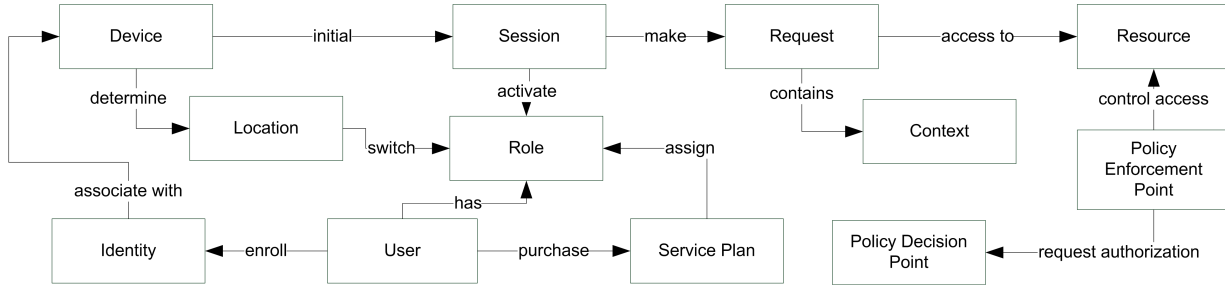 Device
initial
Session
make
Request
access to
Resource
determine
activate
contains
control access
Location
switch
Role
assign
Context
Policy
Enforcement
Point
associate with
has
Identity
enroll
User
purchase
Service Plan
Policy Decision
Point
request authorization